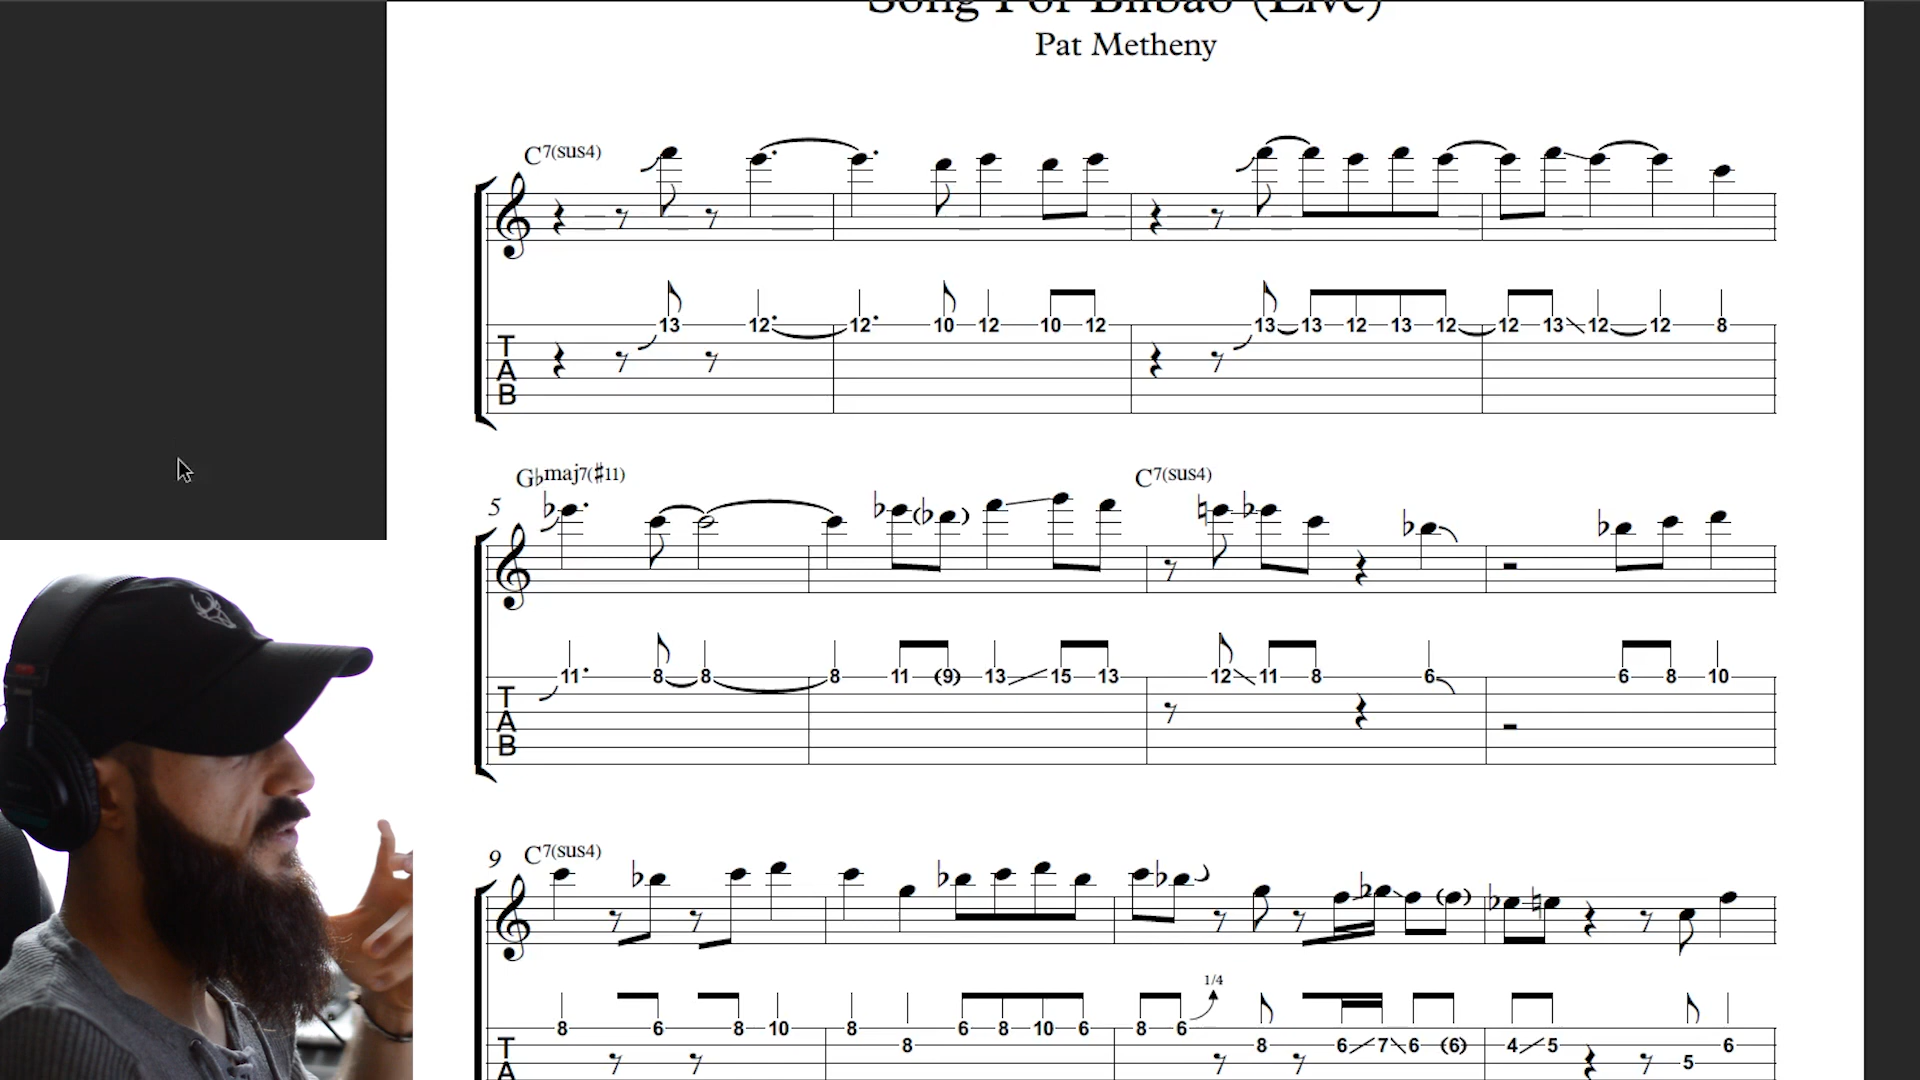 Song For Bilbao (Live)
Pat Metheny
C7(sus4)
13 12 12 10 12 10 12 13 13 12 13 12 12 13 12 12 8
T
A
B
G♭maj7(♯11) C7(sus4)
5
11 8 8 8 11 (9) 13 15 13 12 11 8 6 6 8 10
T
A
B
9 C7(sus4)
1/4
8 6 8 10 8 6 8 10 6 8 6
T 8 8 6 7 6 (6) 4 5 6
A 5